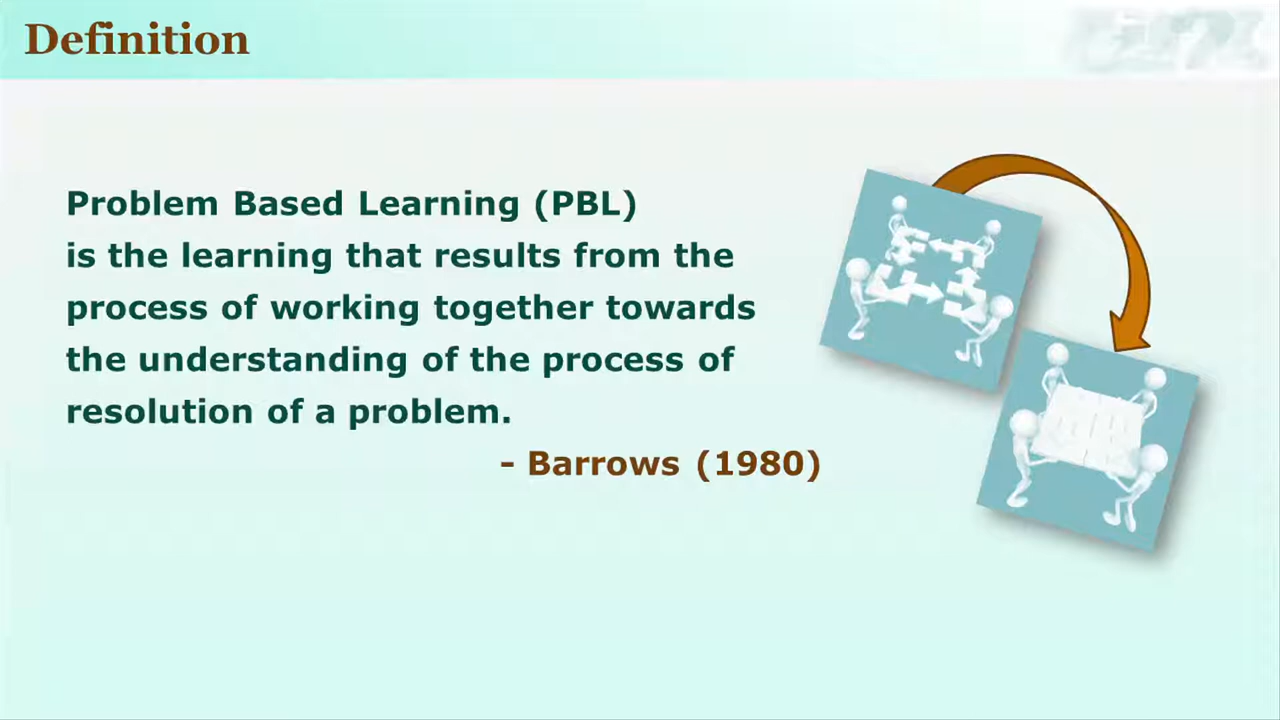 Definition
Problem Based Learning (PBL)
is the learning that results from the
process of working together towards
the understanding of the process of
resolution of a problem.
- Barrows (1980)